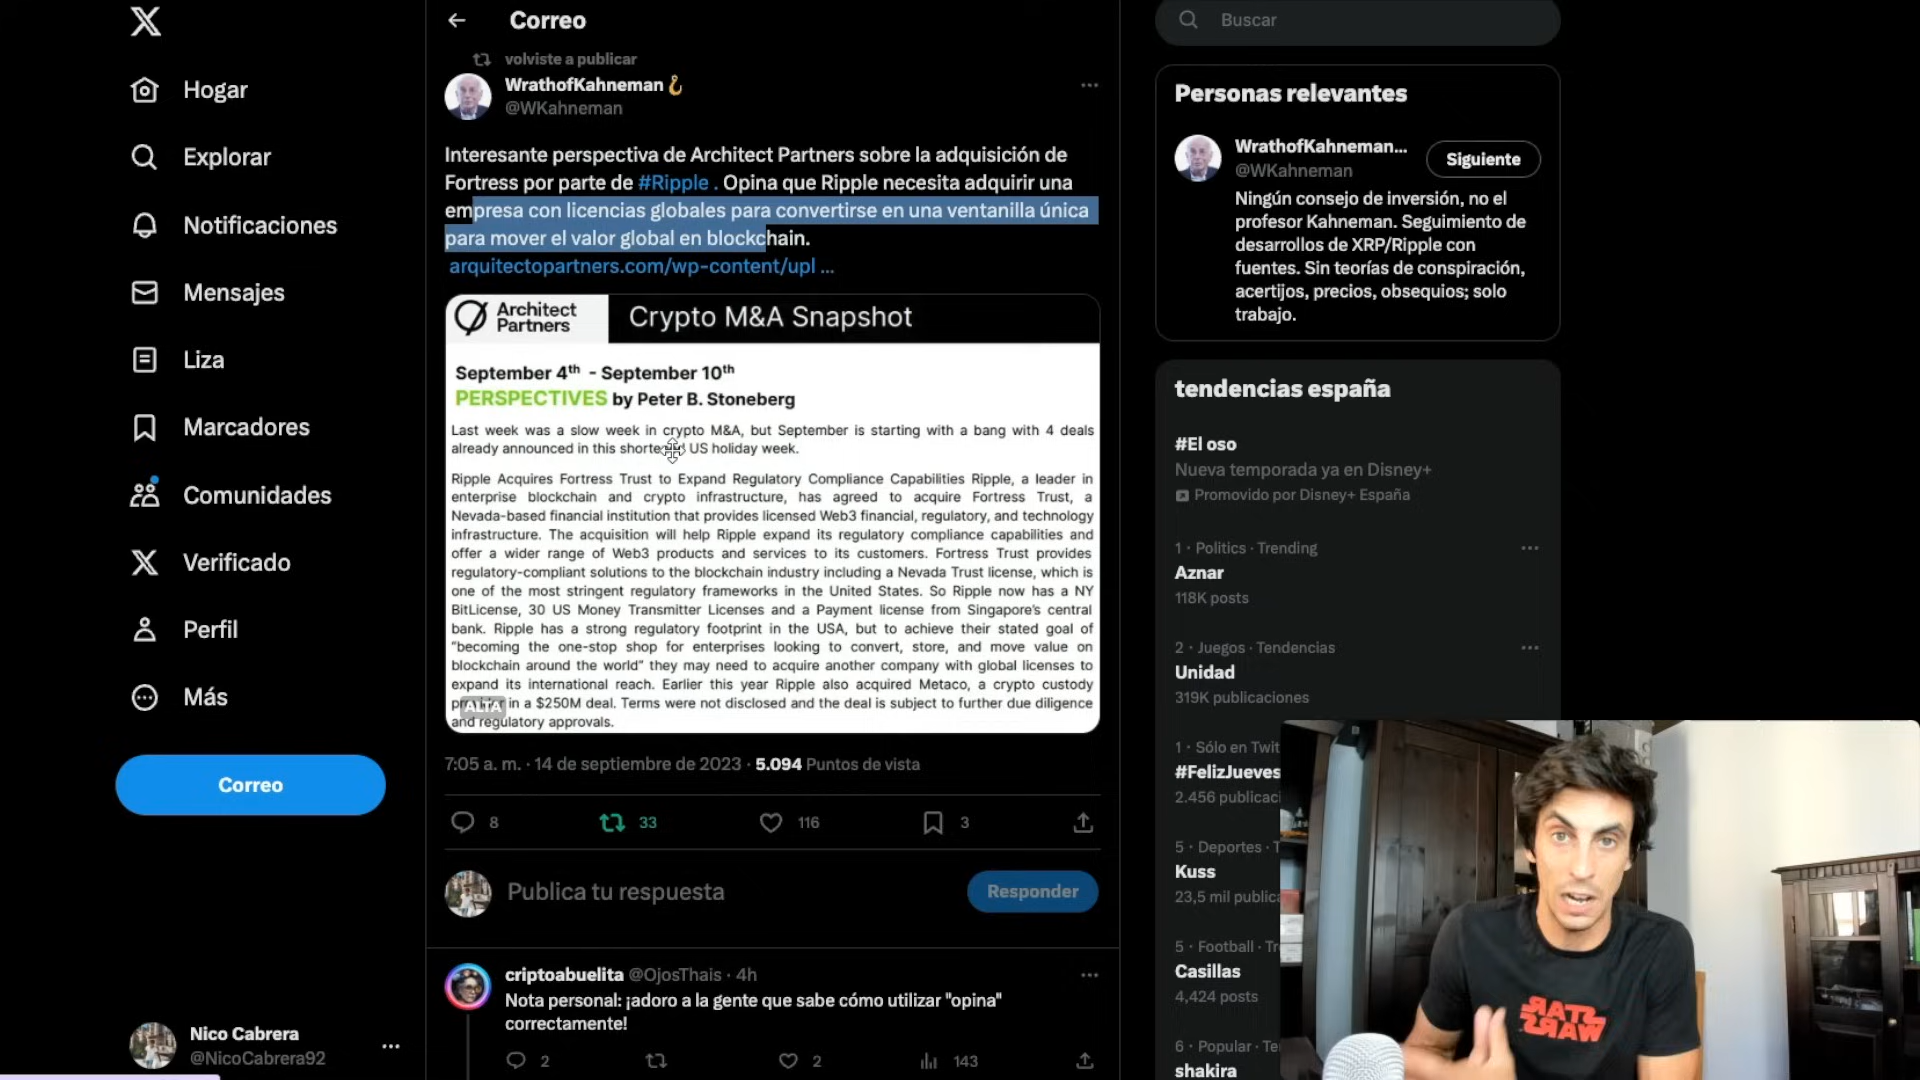 Hogar
Explorar
Notificaciones
Mensajes
Liza
Marcadores
Comunidades
Verificado
Perfil
Más
Correo
Nico Cabrera
@NicoCabrera92
Correo
volviste a publicar
WrathofKahneman
@WKahneman
Interesante perspectiva de Architect Partners sobre la adquisición de
Fortress por parte de #Ripple . Opina que Ripple necesita adquirir una
empresa con licencias globales para convertirse en una ventanilla única
para mover el valor global en blockchain.
arquitectopartners.com/wp-content/upl ...
Architect
Partners
Crypto M&A Snapshot
September 4th - September 10th
PERSPECTIVES by Peter B. Stoneberg
Last week was a slow week in crypto M&A, but September is starting with a bang with 4 deals
already announced in this shortened US holiday week.
Ripple Acquires Fortress Trust to Expand Regulatory Compliance Capabilities Ripple, a leader in
enterprise blockchain and crypto infrastructure, has agreed to acquire Fortress Trust, a
Nevada-based financial institution that provides licensed Web3 financial, regulatory, and technology
infrastructure. The acquisition will help Ripple expand its regulatory compliance capabilities and
offer a wider range of Web3 products and services to its customers. Fortress Trust provides
regulatory-compliant solutions to the blockchain industry including a Nevada Trust license, which is
one of the most stringent regulatory frameworks in the United States. So Ripple now has a NY
BitLicense, 30 US Money Transmitter Licenses and a Payment license from Singapore's central
bank. Ripple has a strong regulatory footprint in the USA, but to achieve their stated goal of
"becoming the one-stop shop for enterprises looking to convert, store, and move value on
blockchain around the world" they may need to acquire another company with global licenses to
expand its international reach. Earlier this year Ripple also acquired Metaco, a crypto custody
in a $250M deal. Terms were not disclosed and the deal is subject to further due diligence
and regulatory approvals.
ALTA
7:05 a. m. · 14 de septiembre de 2023 · 5.094 Puntos de vista
8 33 116 3
Publica tu respuesta
Responder
criptoabuelita @OjosThais · 4h
Nota personal: ¡adoro a la gente que sabe cómo utilizar "opina"
correctamente!
2 2 143
Buscar
Personas relevantes
WrathofKahneman...
@WKahneman
Siguiente
Ningún consejo de inversión, no el
profesor Kahneman. Seguimiento de
desarrollos de XRP/Ripple con
fuentes. Sin teorías de conspiración,
acertijos, precios, obsequios; solo
trabajo.
tendencias españa
#El oso
Nueva temporada ya en Disney+
Promovido por Disney+ España
1 · Politics · Trending
Aznar
118K posts
2 · Juegos · Tendencias
Unidad
319K publicaciones
1 · Sólo en Twit
#FelizJueves
2.456 publicaci
5 · Deportes · T
Kuss
23,5 mil public
5 · Football · Tr
Casillas
4,424 posts
6 · Popular · Te
shakira
STAR
WARS